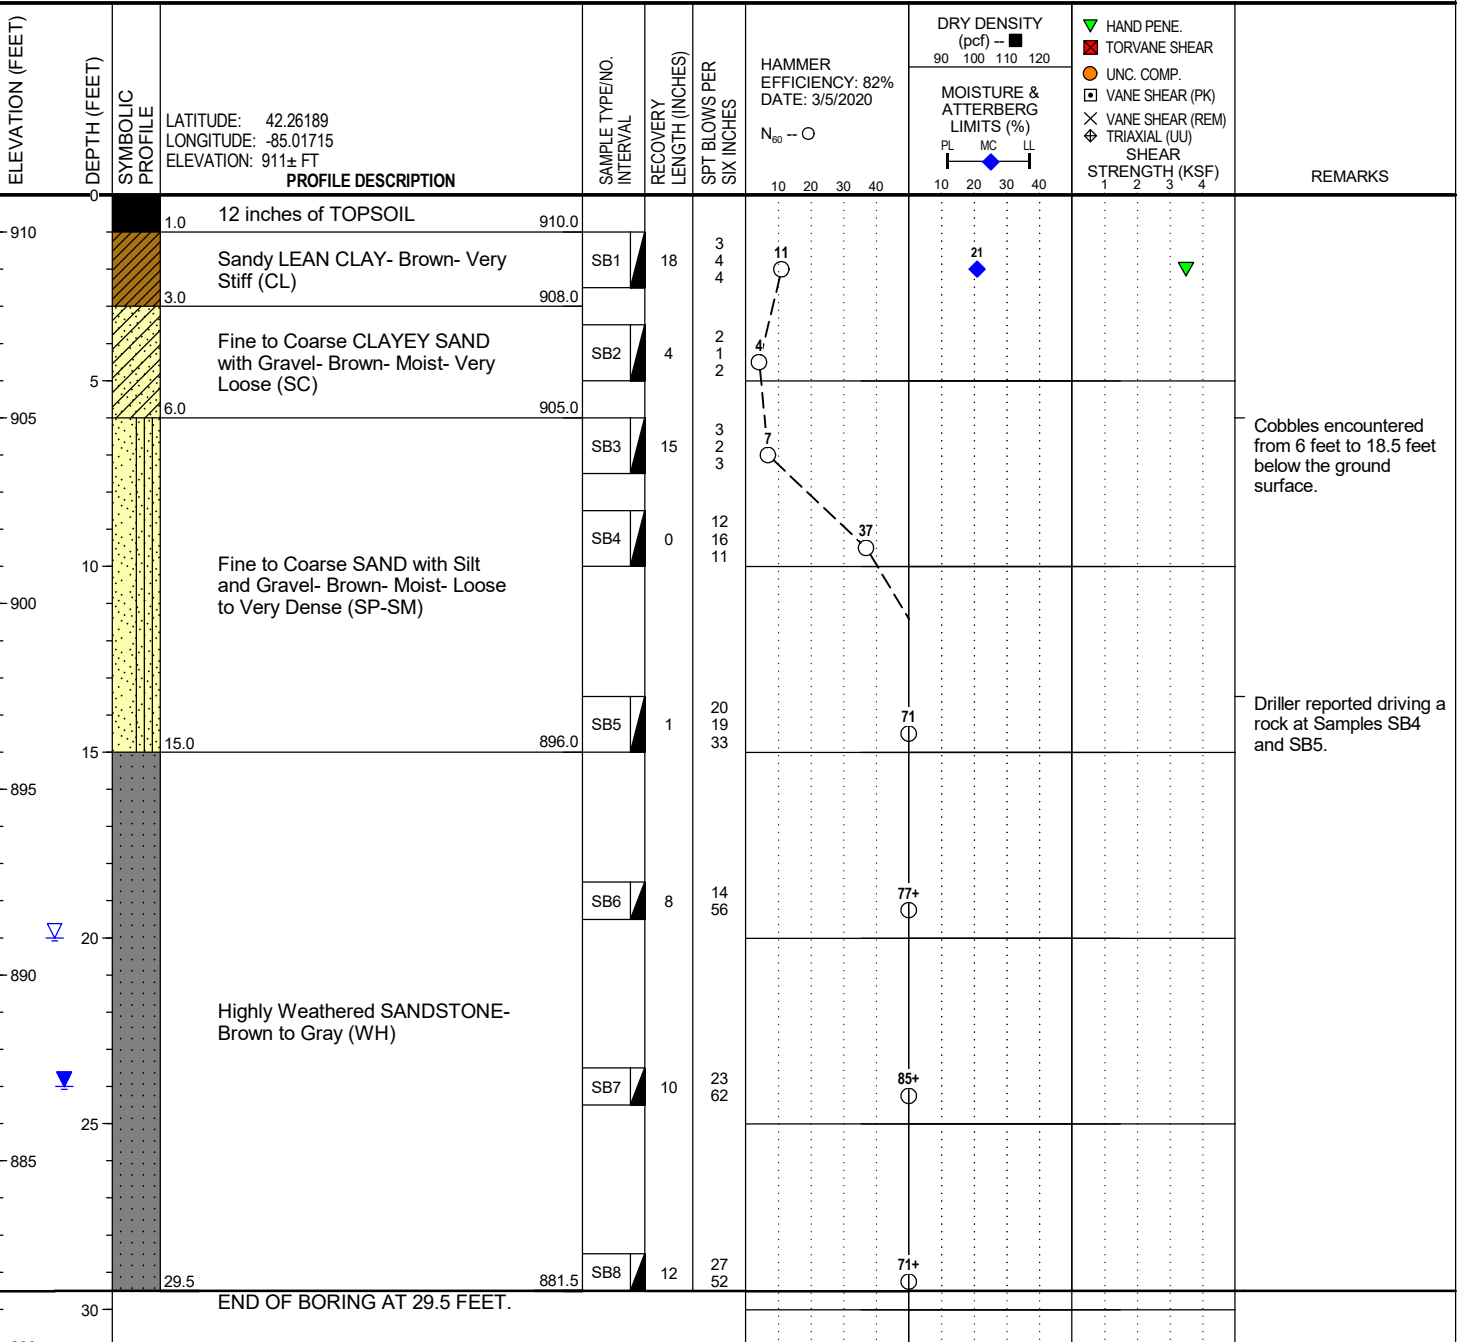 ELEVATION (FEET)
DEPTH (FEET)
SYMBOLIC
PROFILE
LATITUDE: 42.26189
LONGITUDE: -85.01715
ELEVATION: 911± FT
PROFILE DESCRIPTION
SAMPLE TYPE/NO.
INTERVAL
RECOVERY
LENGTH (INCHES)
SPT BLOWS PER
SIX INCHES
HAMMER
EFFICIENCY: 82%
DATE: 3/5/2020
N60 --
10 20 30 40
DRY DENSITY
(pcf) --
90 100 110 120
MOISTURE &
ATTERBERG
LIMITS (%)
PL MC LL
10 20 30 40
HAND PENE.
TORVANE SHEAR
UNC. COMP.
VANE SHEAR (PK)
VANE SHEAR (REM)
TRIAXIAL (UU)
SHEAR
STRENGTH (KSF)
1 2 3 4
REMARKS
0
12 inches of TOPSOIL
1.0 910.0
910
Sandy LEAN CLAY- Brown- Very
Stiff (CL)
3.0 908.0
SB1 18
3
4
4
11
21
Fine to Coarse CLAYEY SAND
with Gravel- Brown- Moist- Very
Loose (SC)
6.0 905.0
SB2 4
2
1
2
4
5
905
SB3 15
3
2
3
7
Cobbles encountered
from 6 feet to 18.5 feet
below the ground
surface.
SB4 0
12
16
11
37
10
Fine to Coarse SAND with Silt
and Gravel- Brown- Moist- Loose
to Very Dense (SP-SM)
900
SB5 1
20
19
33
71
Driller reported driving a
rock at Samples SB4
and SB5.
15.0 896.0
15
895
SB6 8
14
56
77+
20
890
Highly Weathered SANDSTONE-
Brown to Gray (WH)
SB7 10
23
62
85+
25
885
SB8 12
27
52
71+
29.5 881.5
END OF BORING AT 29.5 FEET.
30